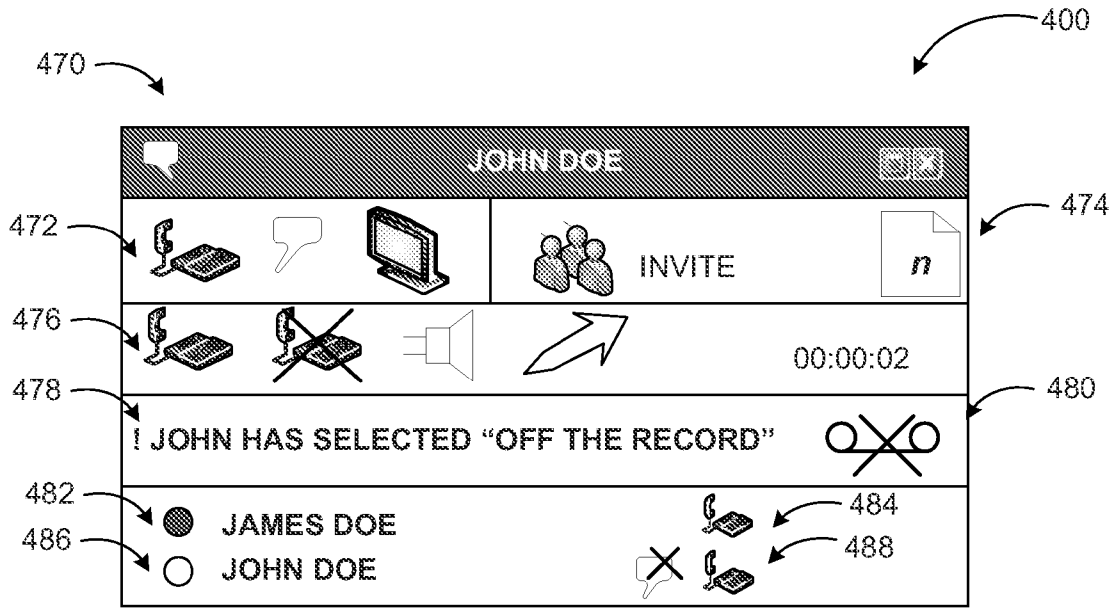 400
470
JOHN DOE
472
INVITE
n
474
476
00:00:02
478
480
! JOHN HAS SELECTED “OFF THE RECORD”
482
JAMES DOE
484
486
JOHN DOE
488